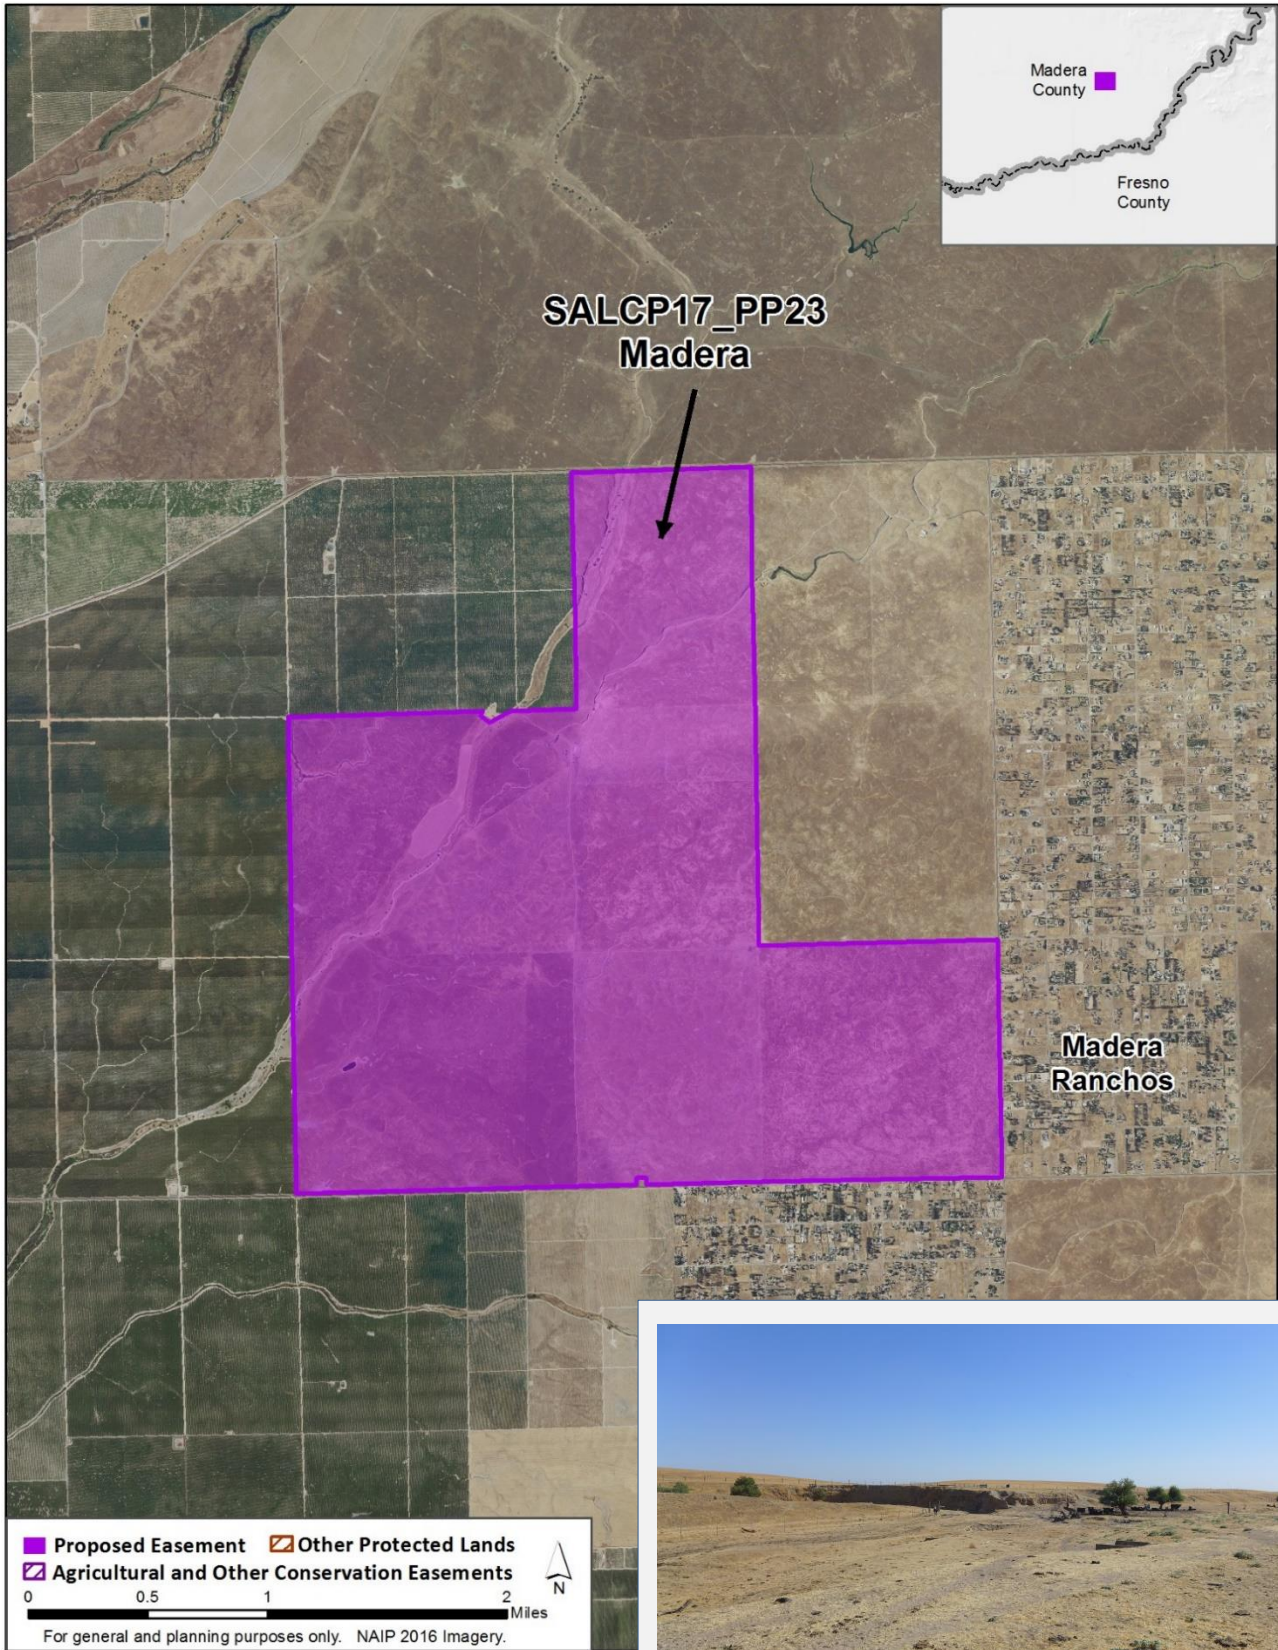 Madera
County
Fresno
County
SALCP17_PP23
Madera
Madera
Ranchos
Proposed Easement Other Protected Lands
Agricultural and Other Conservation Easements
N
0 0.5 1 2
Miles
For general and planning purposes only. NAIP 2016 Imagery.